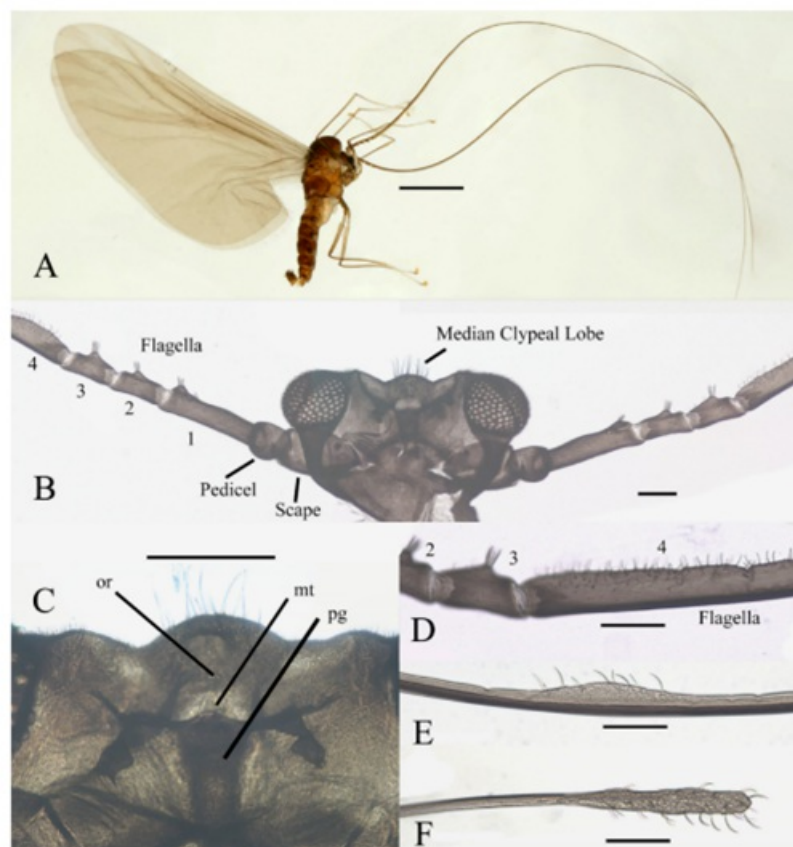 A
Median Clypeal Lobe
Flagella
4
3
2
1
Pedicel
Scape
B
C
or
mt
pg
2
3
4
D
Flagella
E
F